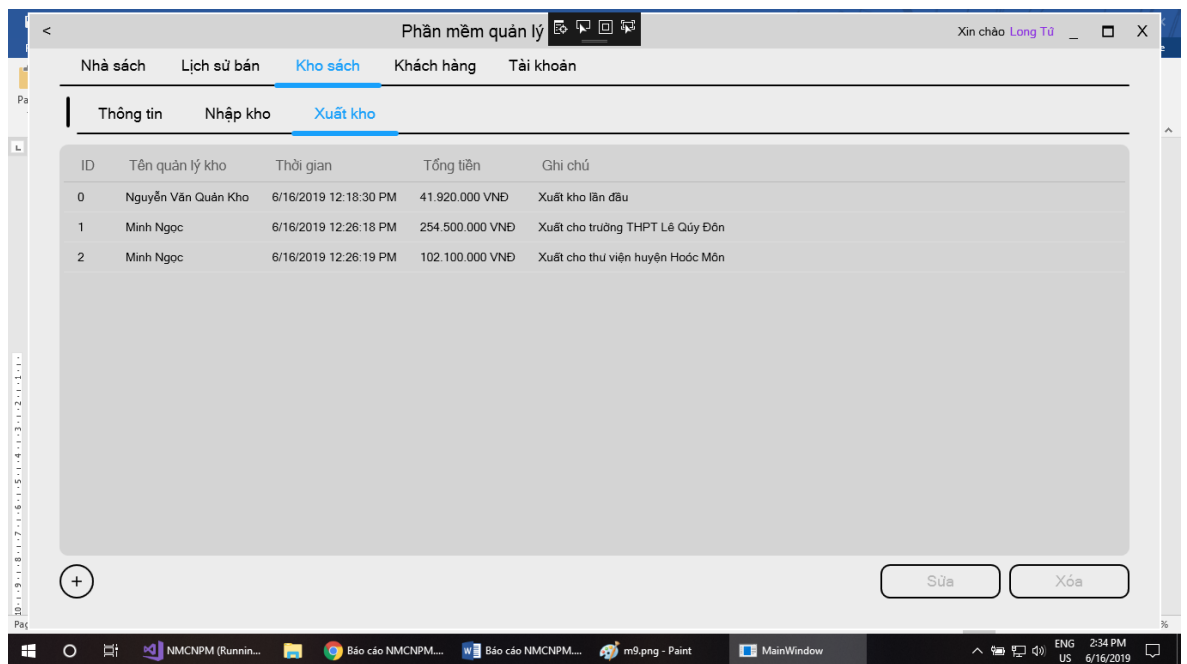 <
Phần mềm quản lý
Xin chào Long Tứ _ X
Nhà sách Lịch sử bán Kho sách Khách hàng Tài khoản
Thông tin Nhập kho Xuất kho
ID Tên quản lý kho Thời gian Tổng tiền Ghi chú
0 Nguyễn Văn Quản Kho 6/16/2019 12:18:30 PM 41.920.000 VNĐ Xuất kho lần đầu
1 Minh Ngọc 6/16/2019 12:26:18 PM 254.500.000 VNĐ Xuất cho trường THPT Lê Qúy Đôn
2 Minh Ngọc 6/16/2019 12:26:19 PM 102.100.000 VNĐ Xuất cho thư viện huyện Hoóc Môn
+ Sửa Xóa
NMCNPM (Runnin... Báo cáo NMCNPM.... Báo cáo NMCNPM.... m9.png - Paint MainWindow ENG 2:34 PM
US 6/16/2019